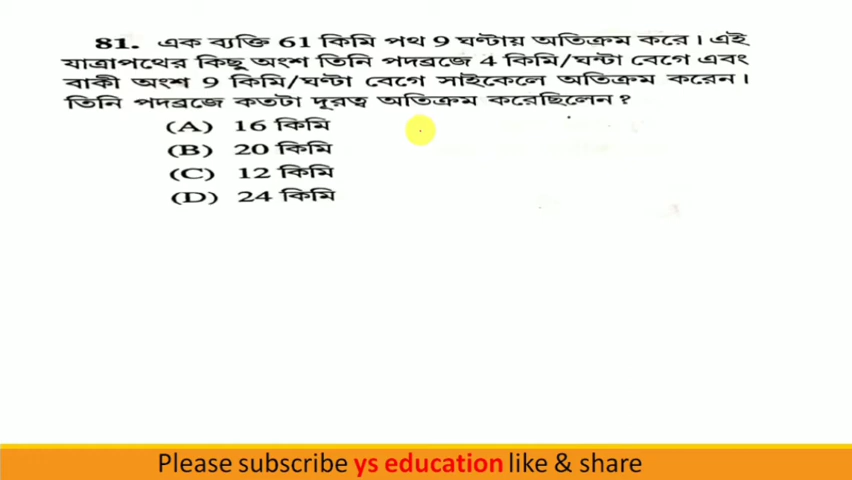 81. এক ব্যক্তি 61 কিমি পথ 9 ঘণ্টায় অতিক্রম করে। এই
যাত্রাপথের কিছু অংশ তিনি পদব্রজে 4 কিমি/ঘন্টা বেগে এবং
বাকী অংশ 9 কিমি/ঘণ্টা বেগে সাইকেলে অতিক্রম করেন।
তিনি পদব্রজে কতটা দূরত্ব অতিক্রম করেছিলেন?
(A) 16 কিমি
(B) 20 কিমি
(C) 12 কিমি
(D) 24 কিমি
Please subscribe ys education like & share